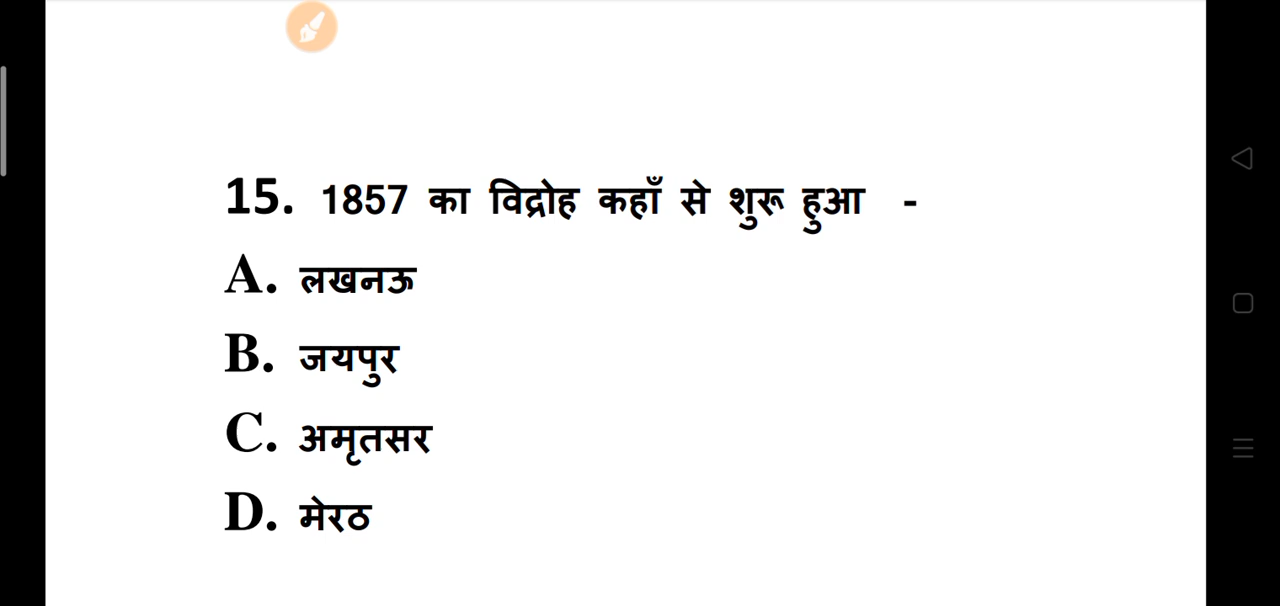 15. 1857 का विद्रोह कहाँ से शुरू हुआ -
A. लखनऊ
B. जयपुर
C. अमृतसर
D. मेरठ